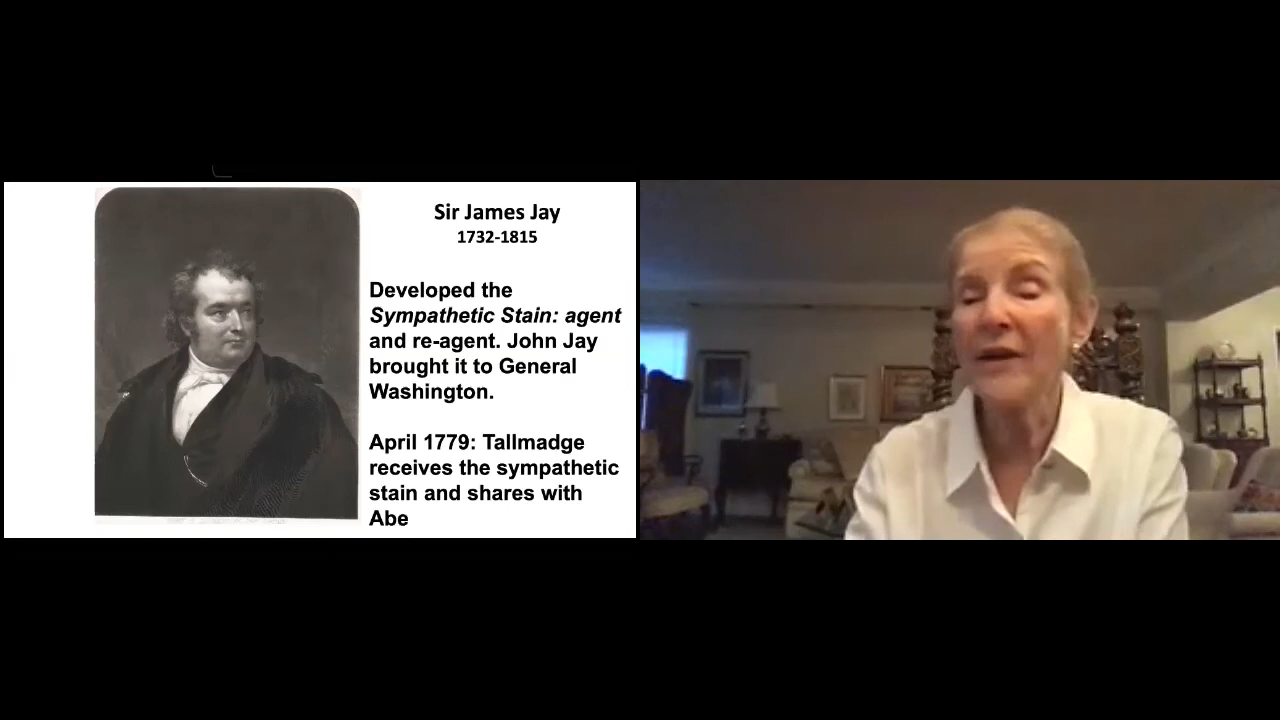 Sir James Jay
1732-1815
Developed the
Sympathetic Stain: agent
and re-agent. John Jay
brought it to General
Washington.
April 1779: Tallmadge
receives the sympathetic
stain and shares with
Abe